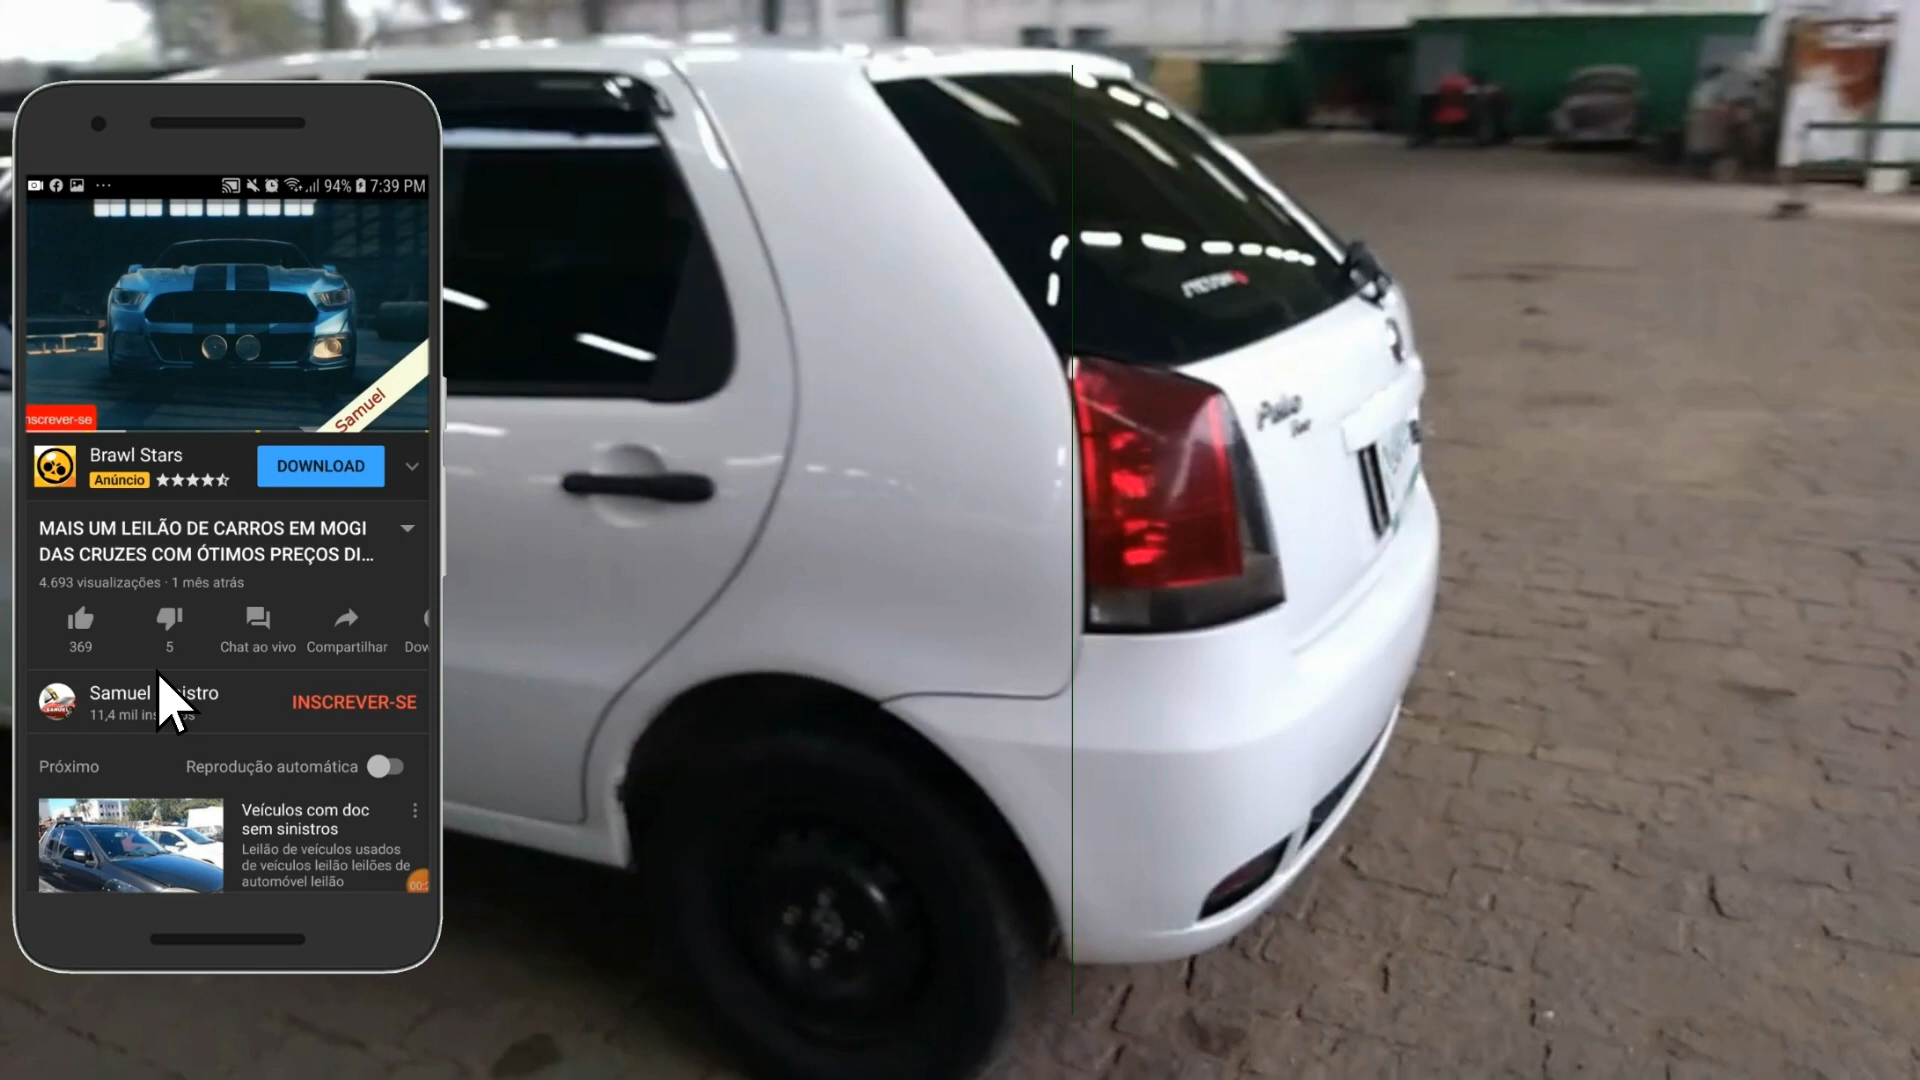 94% 7:39 PM
nscrever-se
Samuel
Brawl Stars
DOWNLOAD
Anúncio
MAIS UM LEILÃO DE CARROS EM MOGI
DAS CRUZES COM ÓTIMOS PREÇOS DI...
4.693 visualizações · 1 mês atrás
369
5
Chat ao vivo
Compartilhar
Dow
Samuel
INSCREVER-SE
11,4 mil
Próximo
Reprodução automática
Veículos com doc
sem sinistros
Leilão de veículos usados
de veículos leilão leilões de
automóvel leilão
00:
Palio